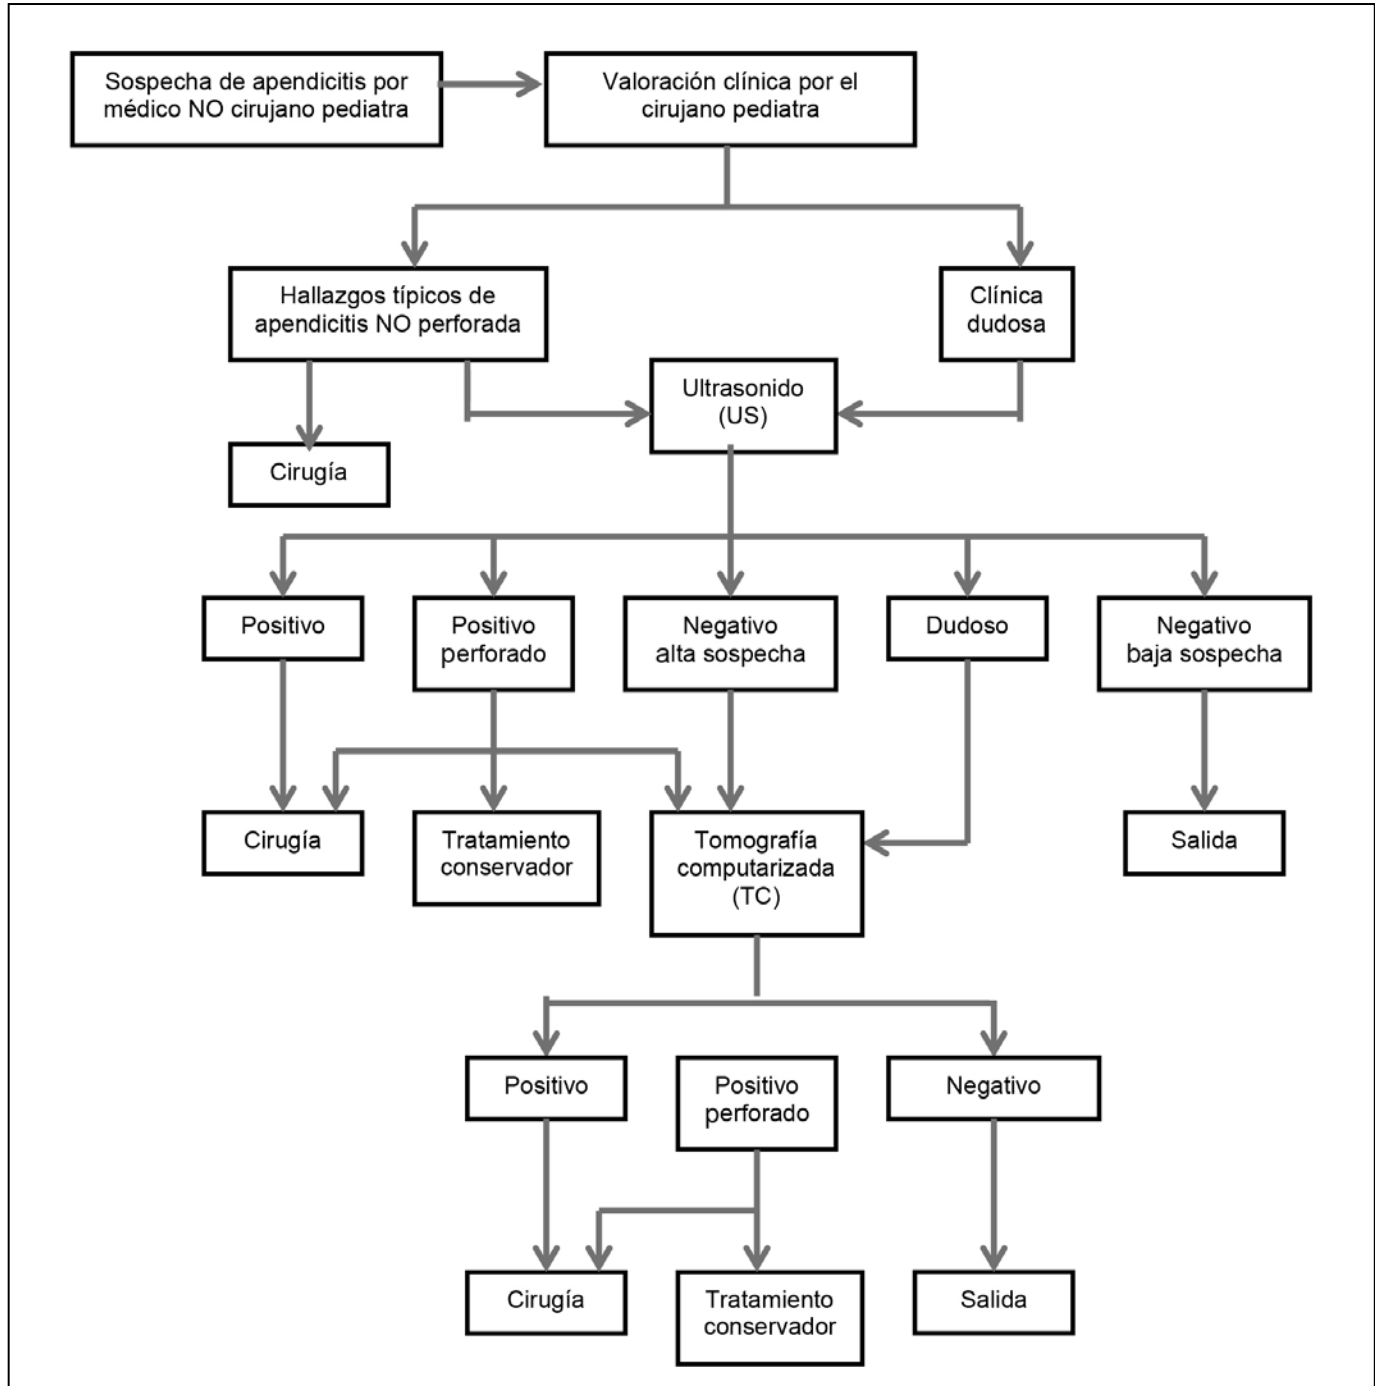 Sospecha de apendicitis por
médico NO cirujano pediatra
Valoración clínica por el
cirujano pediatra
Hallazgos típicos de
apendicitis NO perforada
Clínica
dudosa
Ultrasonido
(US)
Cirugía
Positivo
Positivo
perforado
Negativo
alta sospecha
Dudoso
Negativo
baja sospecha
Cirugía
Tratamiento
conservador
Tomografía
computarizada
(TC)
Salida
Positivo
Positivo
perforado
Negativo
Cirugía
Tratamiento
conservador
Salida